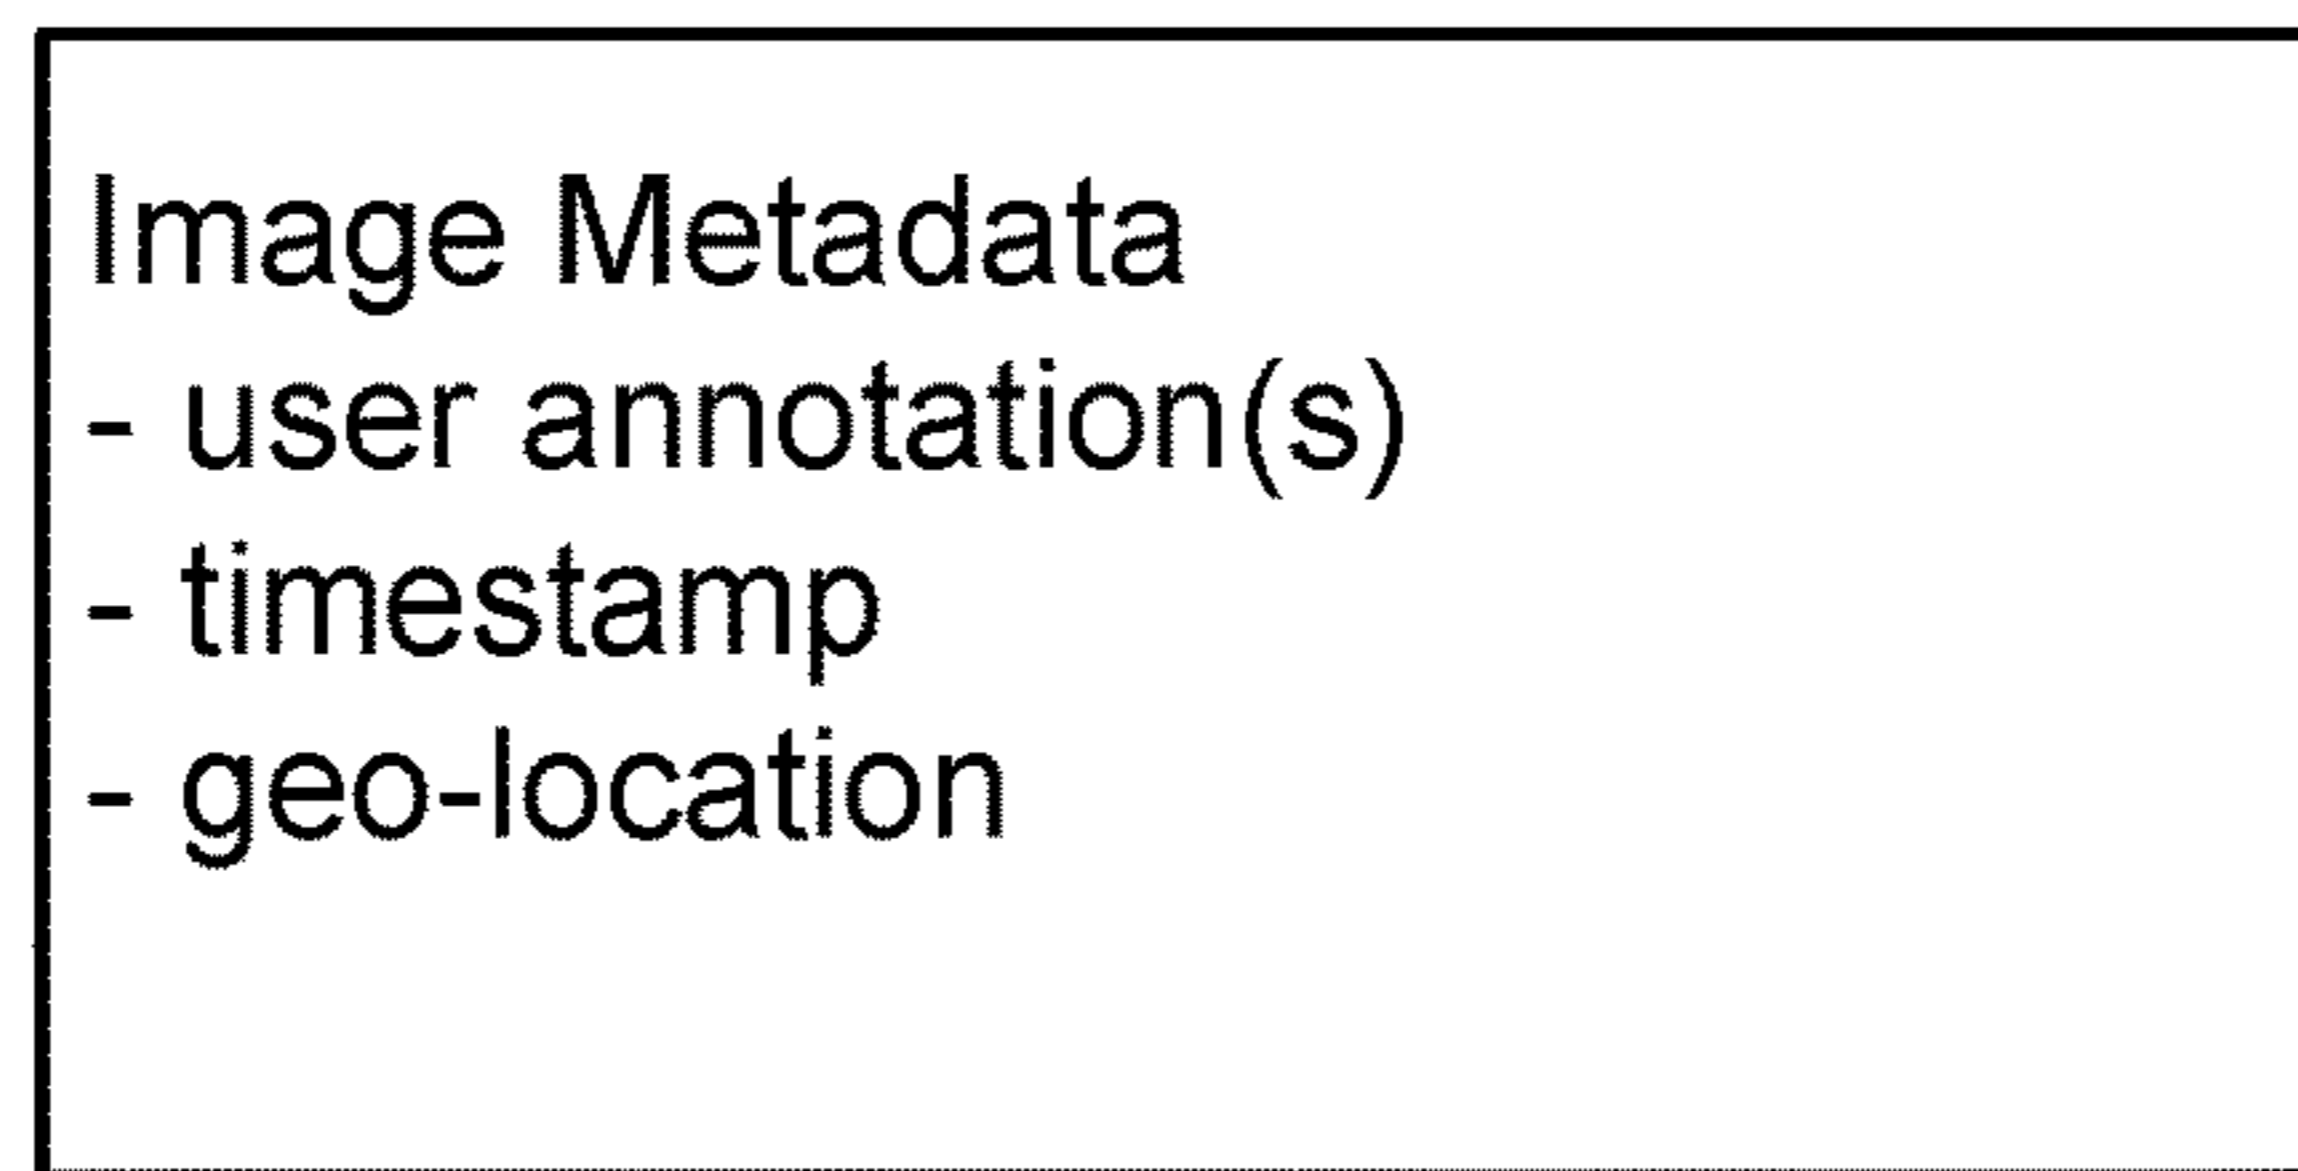 Image Metadata
- user annotation(s)
- timestamp
- geo-location